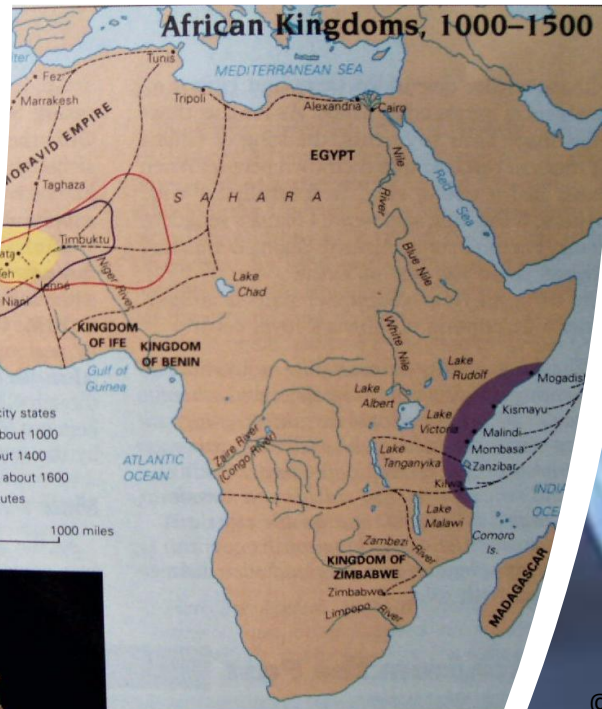 African Kingdoms, 1000–1500
Tunis
MEDITERRANEAN SEA
Fez
Marrakesh
Tripoli
Alexandria
Cairo
MORAVID EMPIRE
EGYPT
Nile
River
Red
Sea
Taghaza
SAHARA
Timbuktu
Jenné
Niani
Niger River
Lake
Chad
Blue Nile
White Nile
KINGDOM
OF IFE
KINGDOM
OF BENIN
Gulf of
Guinea
Lake
Rudolf
Lake
Albert
Lake
Victoria
Mogadis
Kismayu
Malindi
Mombasa
Zanzibar
Kilwa
city states
about 1000
out 1400
about 1600
utes
1000 miles
ATLANTIC
OCEAN
Zaire River
(Congo River)
Lake
Tanganyika
Lake
Malawi
INDIA
OCE
Comoro
Is.
Zambezi
River
KINGDOM OF
ZIMBABWE
Zimbabwe
Limpopo River
MADAGASCAR
©